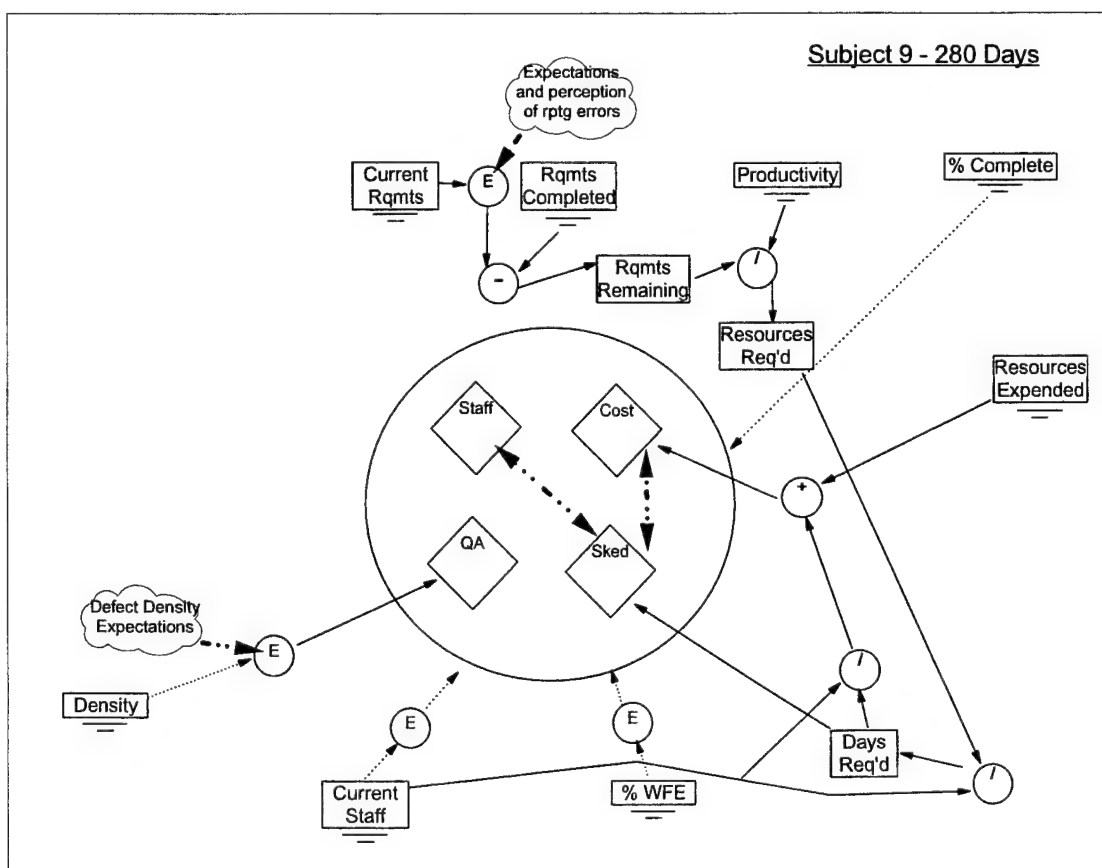 Subject 9 - 280 Days
Expectations
and perception
of rptg errors
Current
Rqmts
E
Rqmts
Completed
Productivity
% Complete
-
Rqmts
Remaining
/
Resources
Req'd
Resources
Expended
Staff
Cost
+
QA
Sked
Defect Density
Expectations
E
Density
/
E
E
Days
Req'd
/
Current
Staff
% WFE